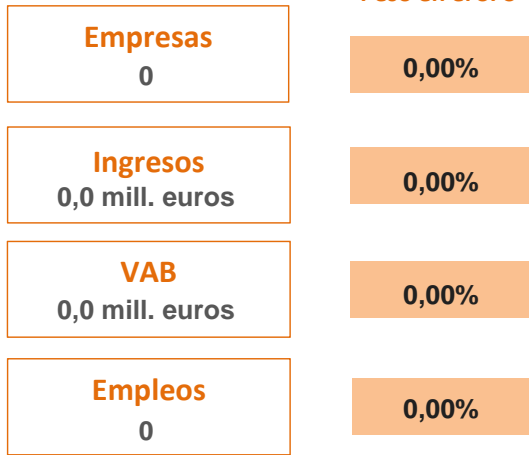 Empresas
0
0,00%
Ingresos
0,0 mill. euros
0,00%
VAB
0,0 mill. euros
0,00%
Empleos
0
0,00%